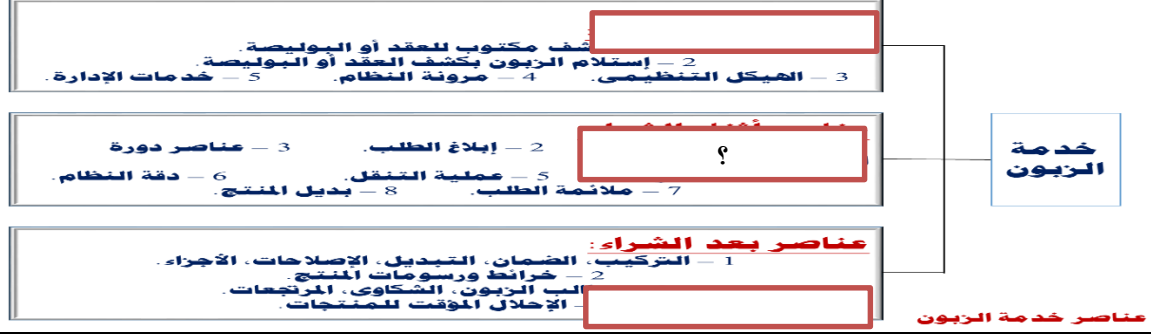 شف مكتوب للعقد أو البوليصة.
2 – إستلام الزبون بكشف العقد أو البوليصة.
3 – الهيكل التنظيمى. 4 – مرونة النظام. 5 – خدمات الإدارة.
؟
2 – إبلاغ الطلب. 3 – عناصر دورة
5 – عملية التنقل. 6 – دقة النظام.
7 – ملائمة الطلب. 8 – بديل المنتج.
خدمة
الزبون
عناصر بعد الشراء:
1 – التركيب، الضمان، التبديل، الإصلاحات، الأجزاء.
2 – خرائط ورسومات المنتج.
الب الزبون، الشكاوى، المرتجعات.
– الإحلال المؤقت للمنتجات.
عناصر خدمة الزبون